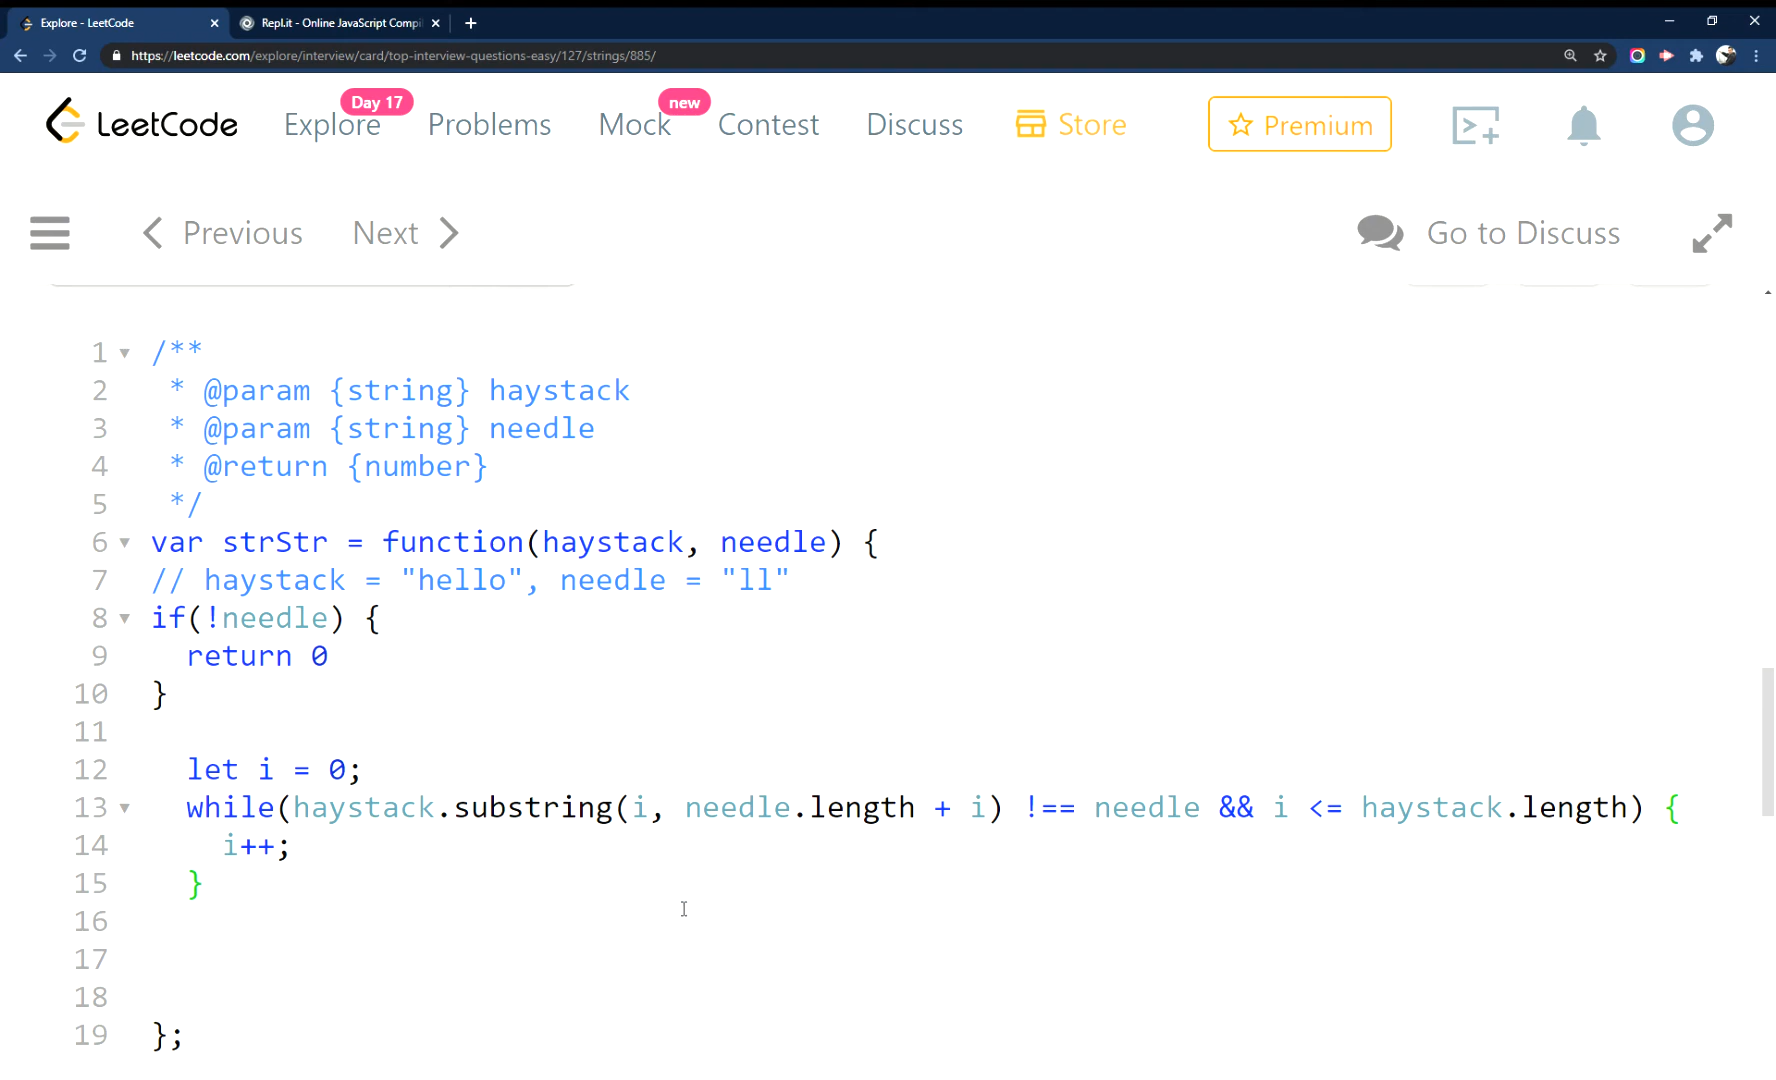 Explore - LeetCode
Repl.it - Online JavaScript Compi
https://leetcode.com/explore/interview/card/top-interview-questions-easy/127/strings/885/
LeetCode
Explore
Day 17
Problems
Mock
new
Contest
Discuss
Store
Premium
Previous
Next
Go to Discuss
1 /**
2 * @param {string} haystack
3 * @param {string} needle
4 * @return {number}
5 */
6 var strStr = function(haystack, needle) {
7 // haystack = "hello", needle = "ll"
8 if(!needle) {
9 return 0
10 }
11
12 let i = 0;
13 while(haystack.substring(i, needle.length + i) !== needle && i <= haystack.length) {
14 i++;
15 }
16
17
18
19 };